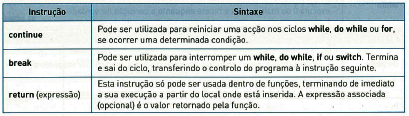 Instrução
Sintaxe
continue
Pode ser utilizada para reiniciar uma acção nos ciclos while, do while ou for,
se ocorrer uma determinada condição.
break
Pode ser utilizada para interromper um while, do while, if ou switch. Termina
e sai do ciclo, transferindo o controlo do programa à instrução seguinte.
return (expressão)
Esta instrução só pode ser usada dentro de funções, terminando de imediato
a sua execução a partir do local onde está inserida. A expressão associada
(opcional) é o valor retornado pela função.